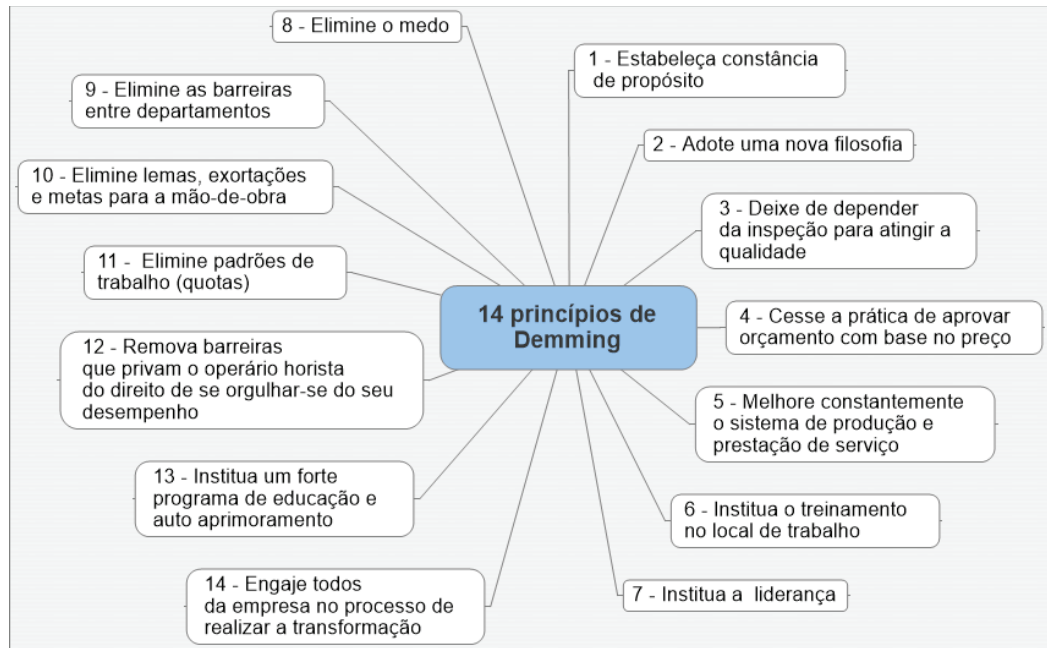 14 princípios de
Demming
1 - Estabeleça constância
de propósito
2 - Adote uma nova filosofia
3 - Deixe de depender
da inspeção para atingir a
qualidade
4 - Cesse a prática de aprovar
orçamento com base no preço
5 - Melhore constantemente
o sistema de produção e
prestação de serviço
6 - Institua o treinamento
no local de trabalho
7 - Institua a liderança
8 - Elimine o medo
9 - Elimine as barreiras
entre departamentos
10 - Elimine lemas, exortações
e metas para a mão-de-obra
11 - Elimine padrões de
trabalho (quotas)
12 - Remova barreiras
que privam o operário horista
do direito de se orgulhar-se do seu
desempenho
13 - Institua um forte
programa de educação e
auto aprimoramento
14 - Engaje todos
da empresa no processo de
realizar a transformação